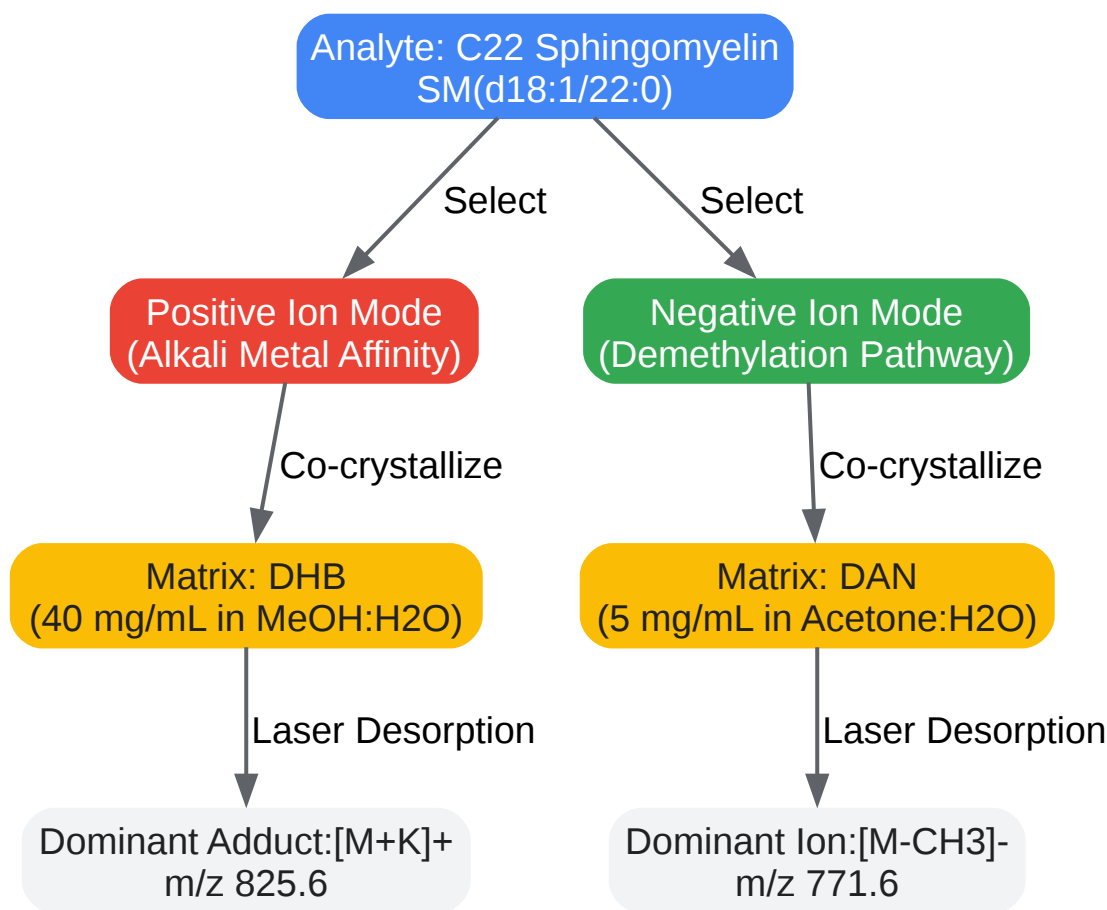 Analyte: C22 Sphingomyelin
SM(d18:1/22:0)
Select
Select
Positive Ion Mode
(Alkali Metal Affinity)
Negative Ion Mode
(Demethylation Pathway)
Co-crystallize
Co-crystallize
Matrix: DHB
(40 mg/mL in MeOH:H2O)
Matrix: DAN
(5 mg/mL in Acetone:H2O)
Laser Desorption
Laser Desorption
Dominant Adduct:[M+K]+
m/z 825.6
Dominant Ion:[M-CH3]-
m/z 771.6